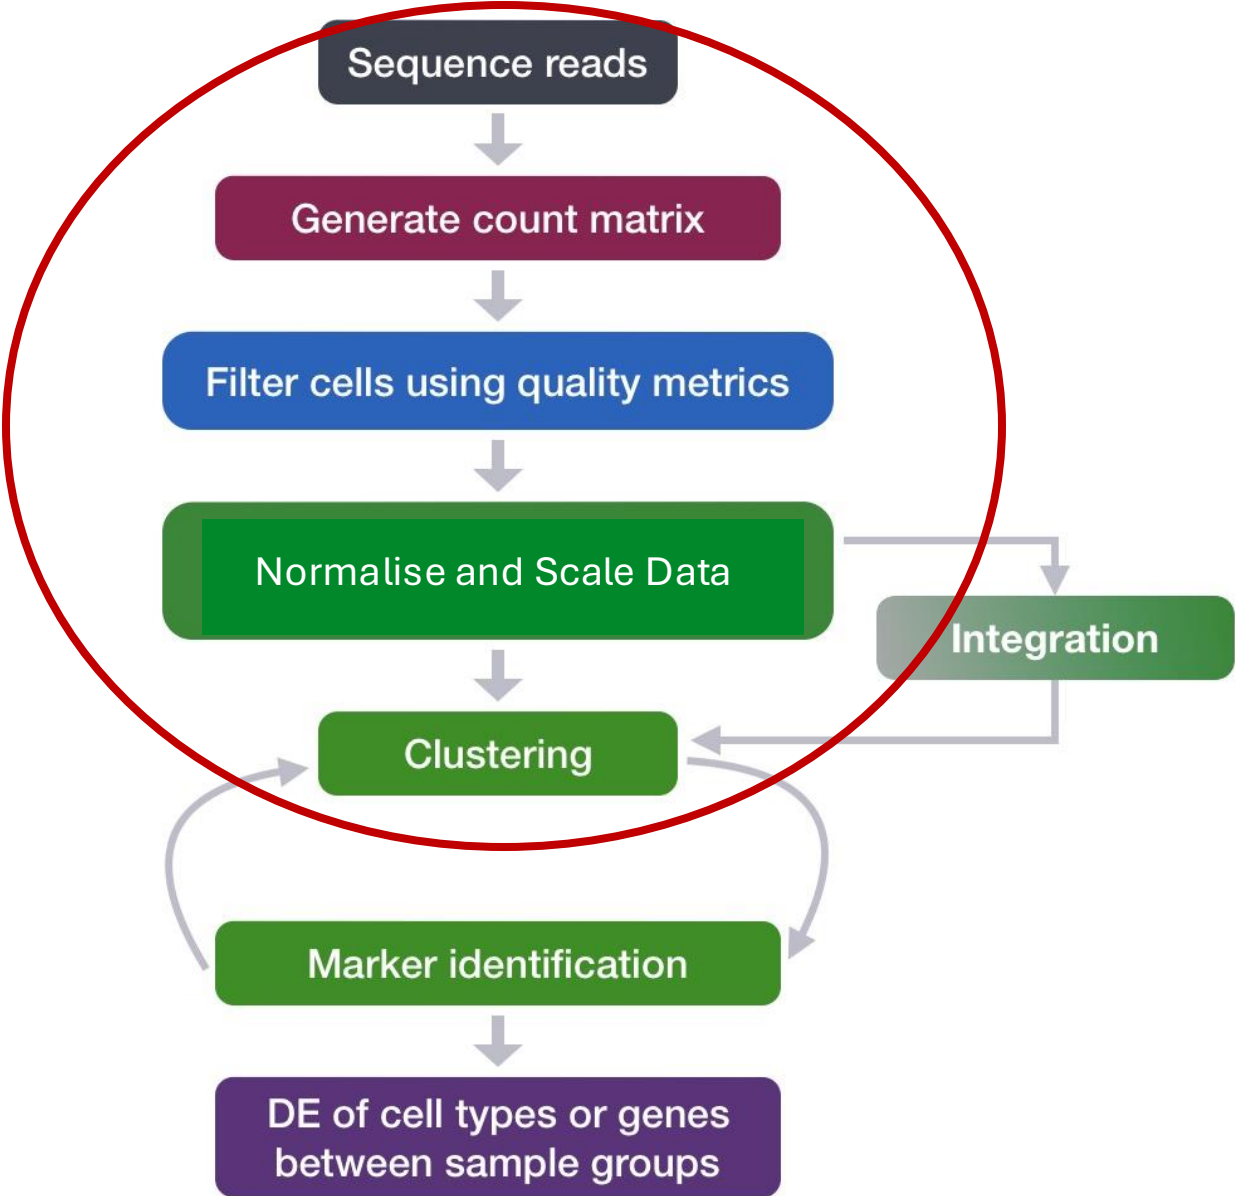 Sequence reads
Generate count matrix
Filter cells using quality metrics
Normalise and Scale Data
Integration
Clustering
Marker identification
DE of cell types or genes
between sample groups